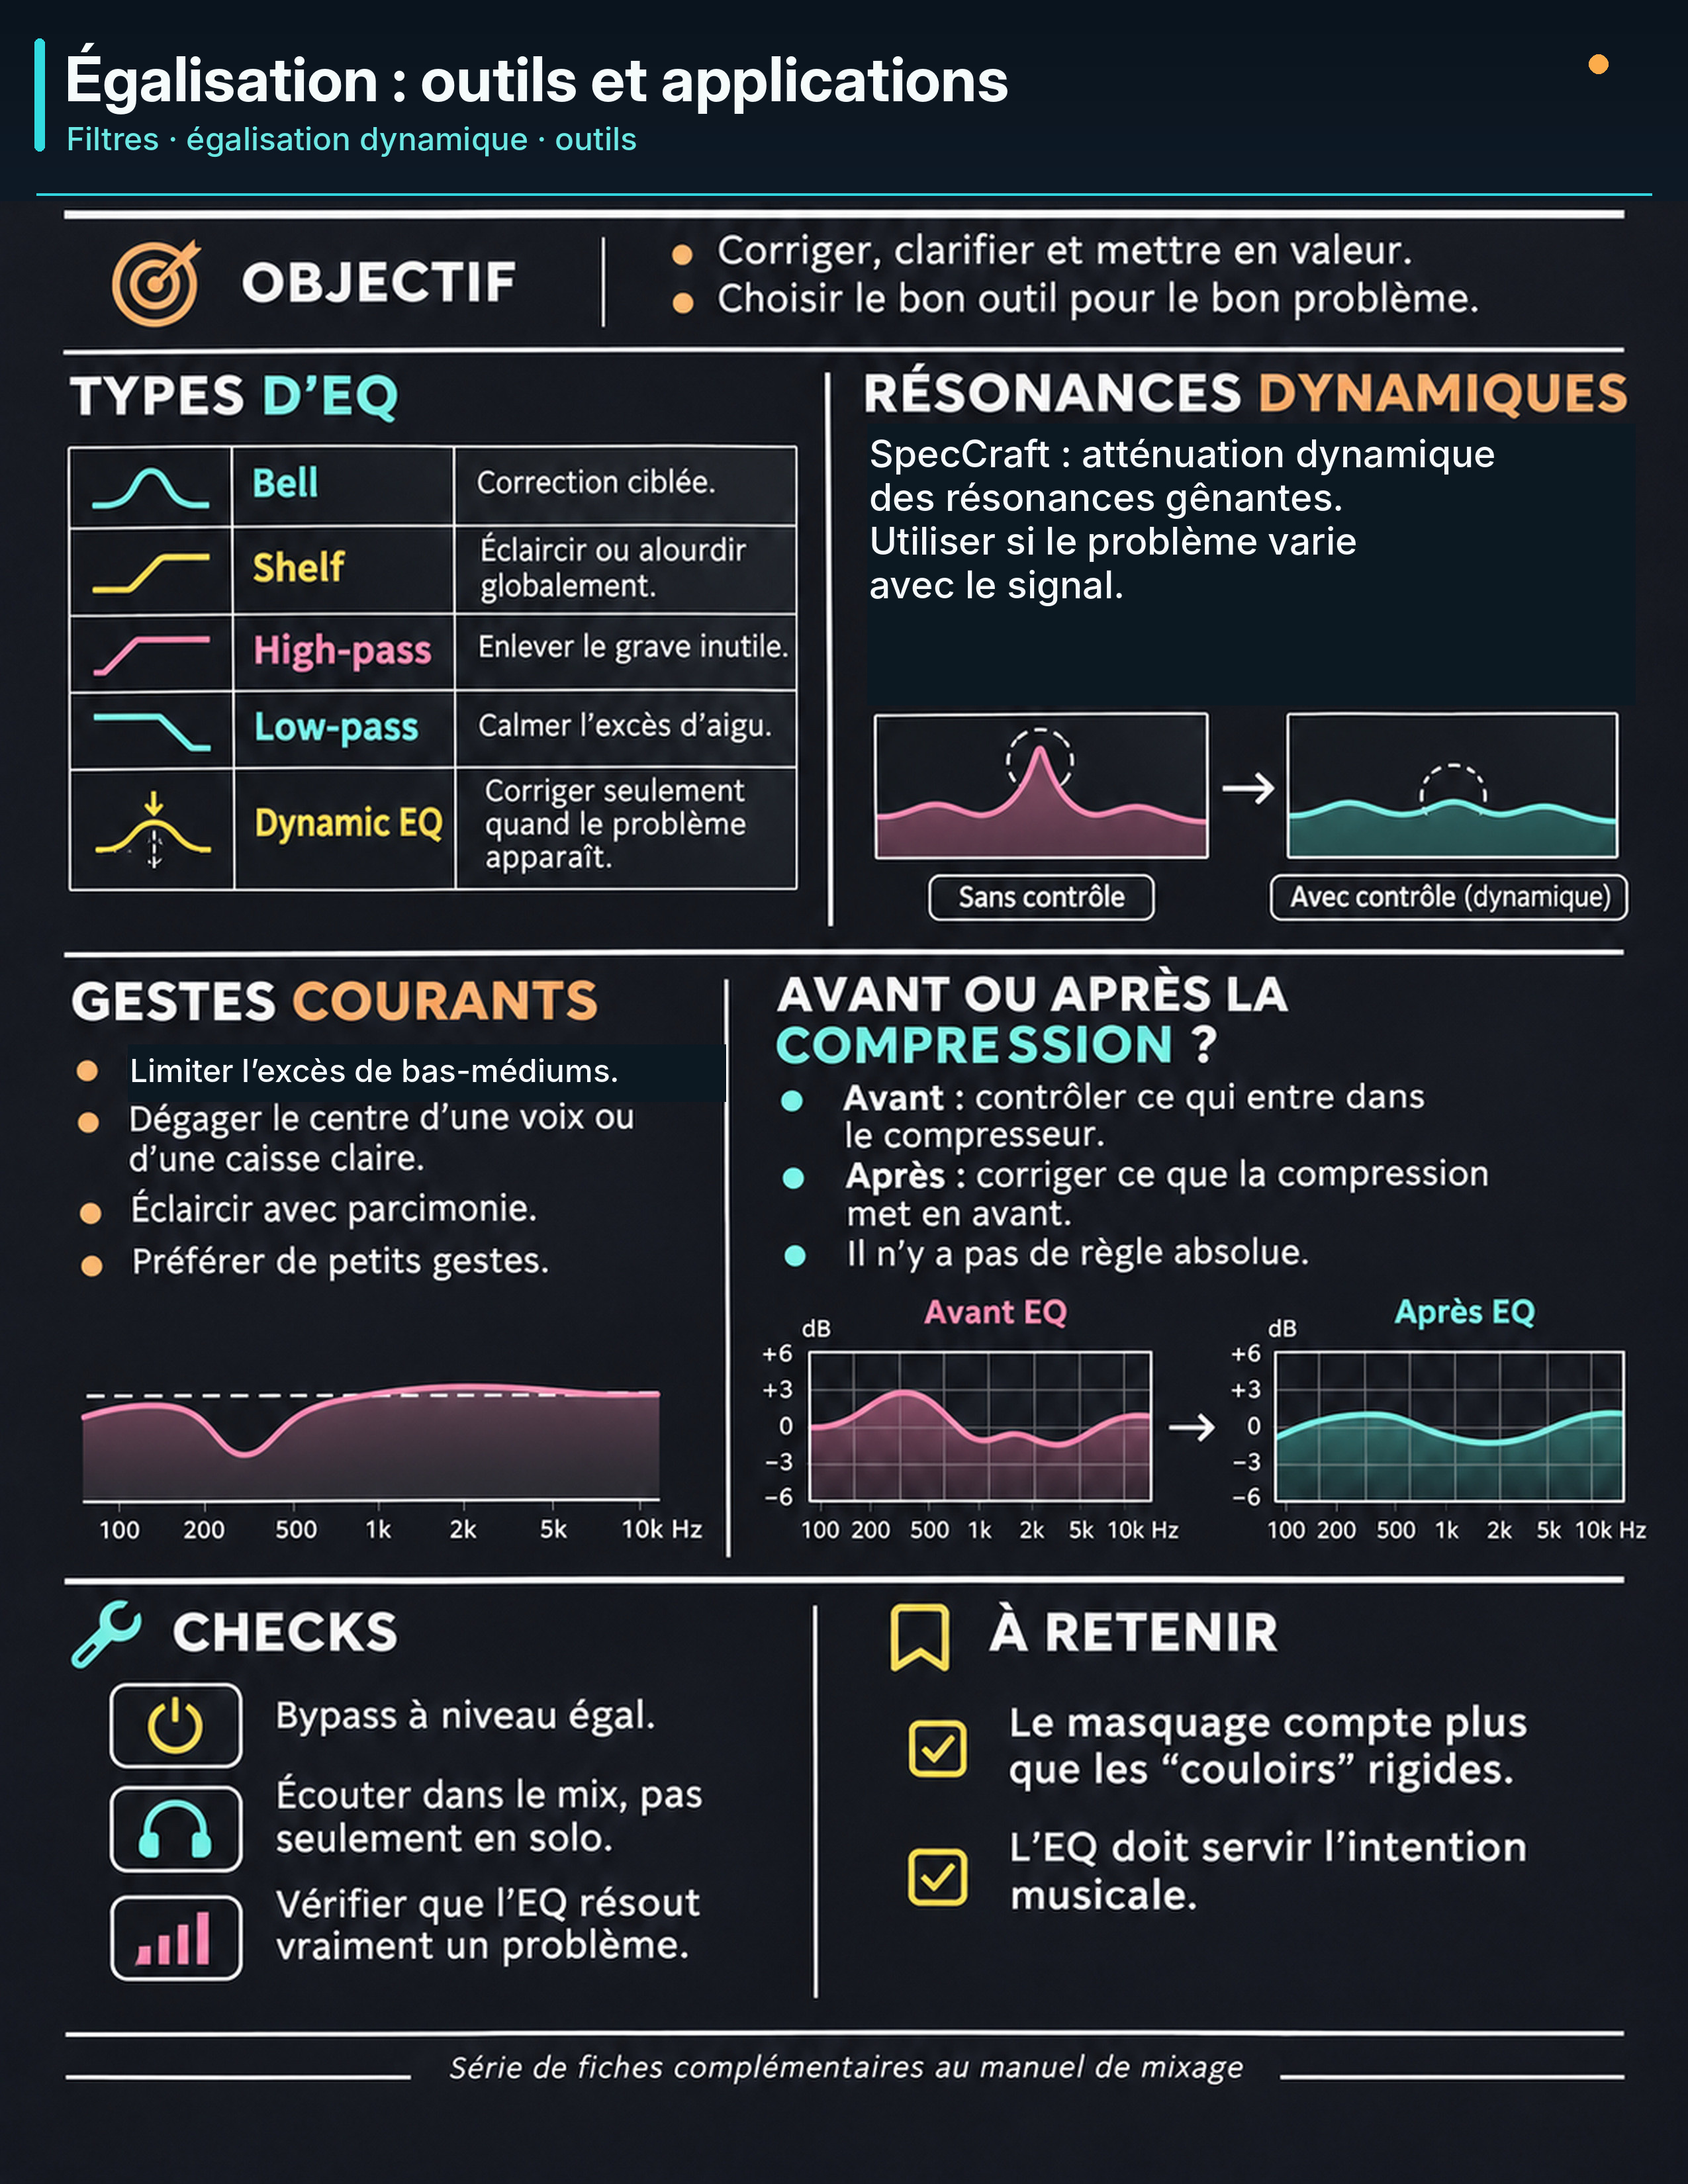 Égalisation : outils et applications
Filtres · égalisation dynamique · outils
OBJECTIF
● Corriger, clarifier et mettre en valeur.
● Choisir le bon outil pour le bon problème.
TYPES D’EQ
Bell
Correction ciblée.
Shelf
Éclaircir ou alourdir
globalement.
High-pass
Enlever le grave inutile.
Low-pass
Calmer l’excès d’aigu.
Dynamic EQ
Corriger seulement
quand le problème
apparaît.
RÉSONANCES DYNAMIQUES
SpecCraft : atténuation dynamique
des résonances gênantes.
Utiliser si le problème varie
avec le signal.
Sans contrôle
Avec contrôle (dynamique)
GESTES COURANTS
● Limiter l’excès de bas-médiums.
● Dégager le centre d’une voix ou
d’une caisse claire.
● Éclaircir avec parcimonie.
● Préférer de petits gestes.
100 200 500 1k 2k 5k 10k Hz
AVANT OU APRÈS LA
COMPRESSION ?
● Avant : contrôler ce qui entre dans
le compresseur.
● Après : corriger ce que la compression
met en avant.
● Il n’y a pas de règle absolue.
Avant EQ
dB
+6
+3
0
−3
−6
100 200 500 1k 2k 5k 10k Hz
Après EQ
dB
+6
+3
0
−3
−6
100 200 500 1k 2k 5k 10k Hz
CHECKS
Bypass à niveau égal.
Écouter dans le mix, pas
seulement en solo.
Vérifier que l’EQ résout
vraiment un problème.
À RETENIR
Le masquage compte plus
que les “couloirs” rigides.
L’EQ doit servir l’intention
musicale.
Série de fiches complémentaires au manuel de mixage